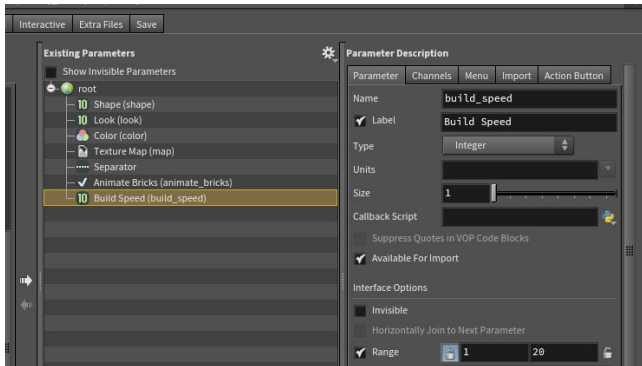 Interactive Extra Files Save
Existing Parameters
Show Invisible Parameters
root
10 Shape (shape)
10 Look (look)
Color (color)
Texture Map (map)
Separator
Animate Bricks (animate_bricks)
10 Build Speed (build_speed)
Parameter Description
Parameter Channels Menu Import Action Button
Name build_speed
Label Build Speed
Type Integer
Units
Size 1
Callback Script
Suppress Quotes in VOP Code Blocks
Available For Import
Interface Options
Invisible
Horizontally Join to Next Parameter
Range 1 20